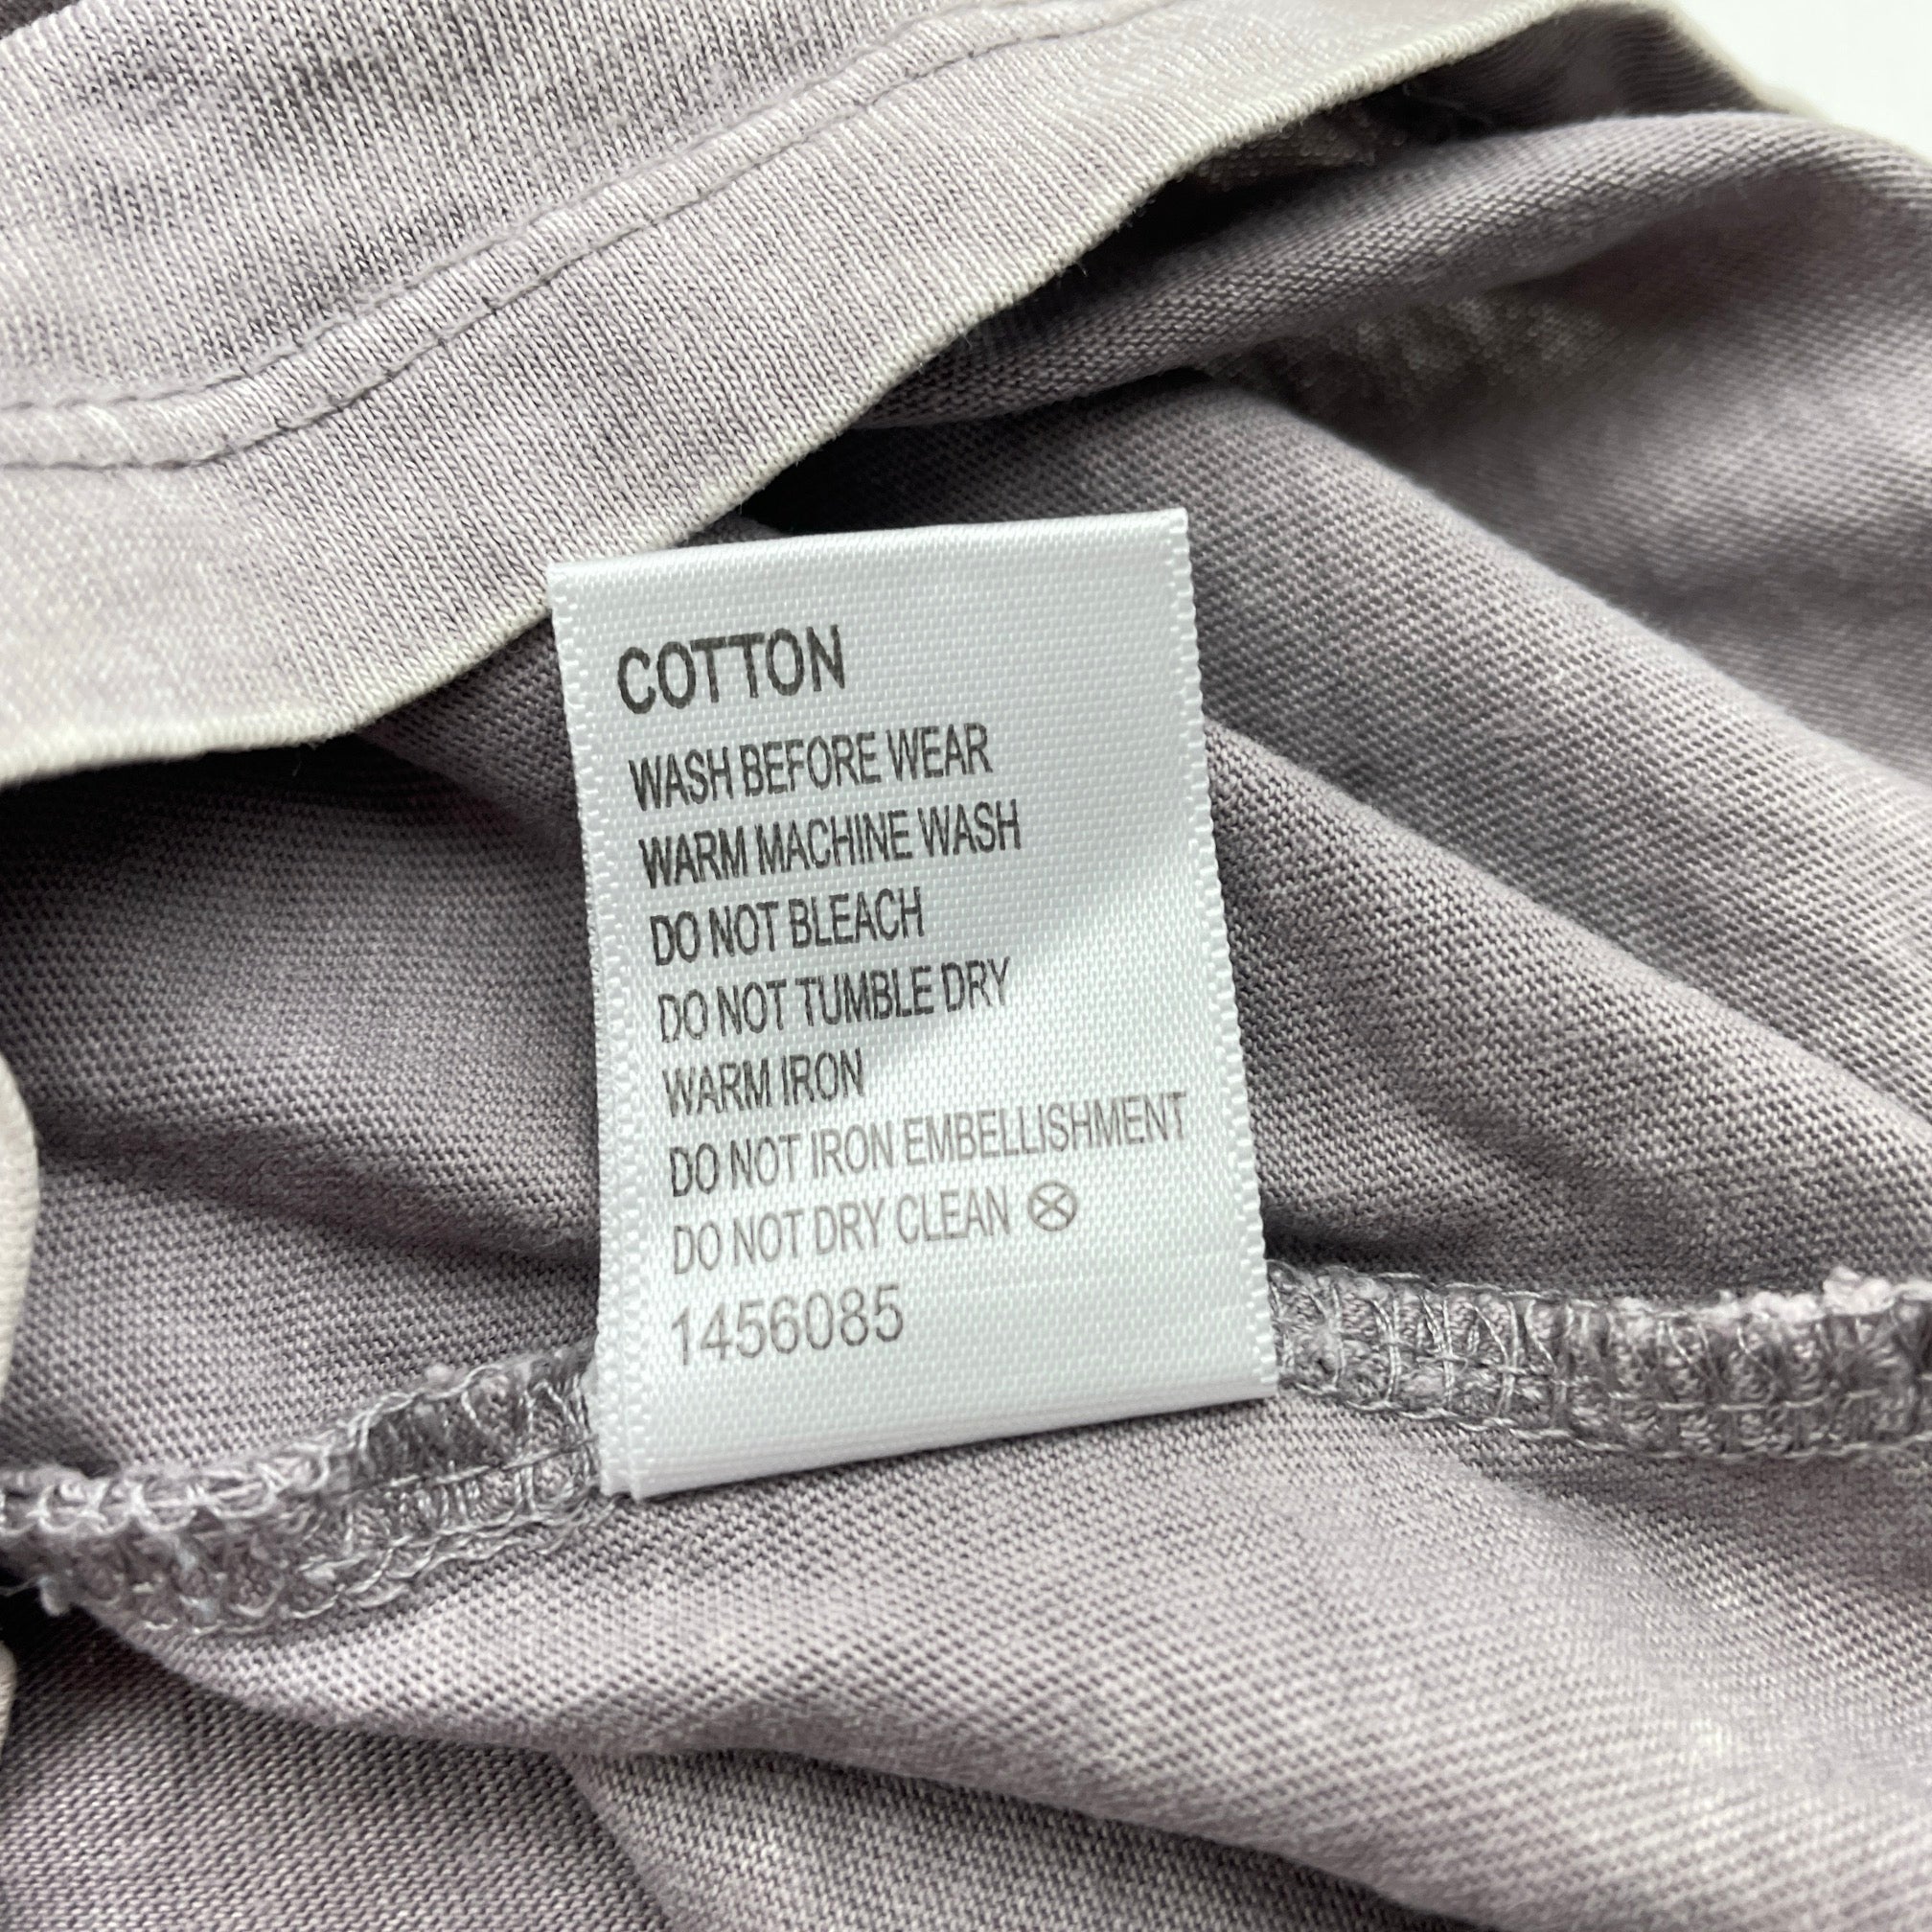 COTTON
WASH BEFORE WEAR
WARM MACHINE WASH
DO NOT BLEACH
DO NOT TUMBLE DRY
WARM IRON
DO NOT IRON EMBELLISHMENT
DO NOT DRY CLEAN
1456085